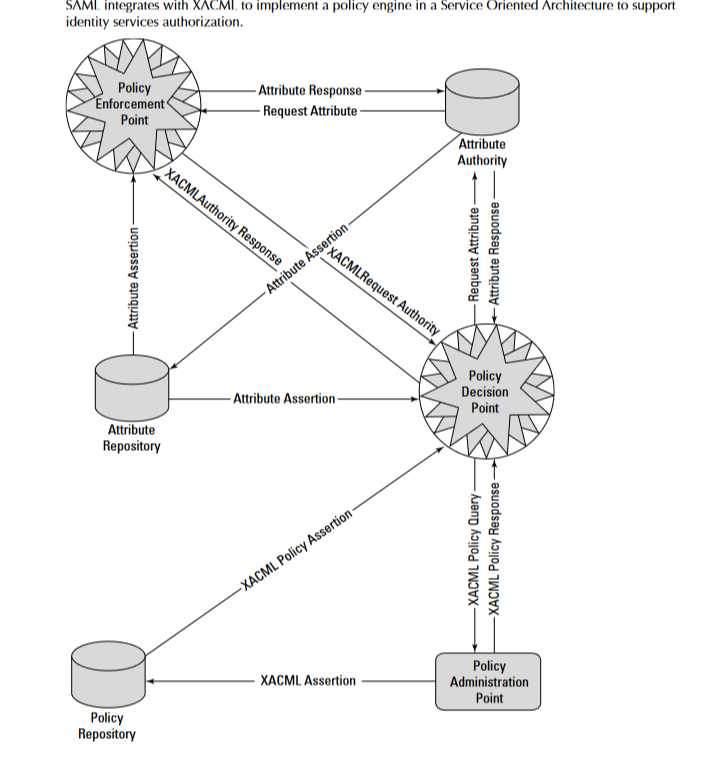 SAML integrates with XACML to implement a policy engine in a Service Oriented Architecture to support
identity services authorization.
Policy
Enforcement
Point
Attribute Response
Request Attribute
Attribute
Authority
XACMLAuthority Response
Attribute Assertion
XACMLRequest Authority
Request Attribute
Attribute Response
Attribute Assertion
Policy
Decision
Point
Attribute Assertion
Attribute
Repository
XACML Policy Assertion
XACML Policy Query
XACML Policy Response
Policy
Administration
Point
XACML Assertion
Policy
Repository